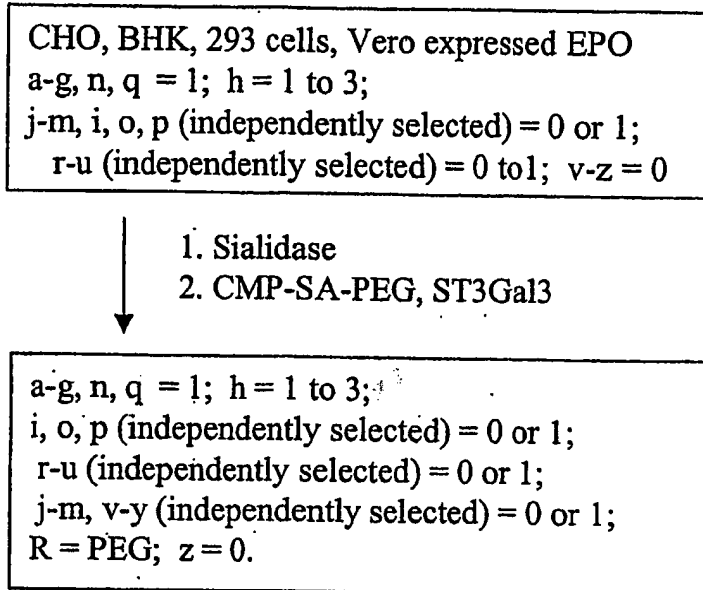 CHO, BHK, 293 cells, Vero expressed EPO
a-g, n, q = 1; h = 1 to 3;
j-m, i, o, p (independently selected) = 0 or 1;
r-u (independently selected) = 0 to1; v-z = 0
1. Sialidase
2. CMP-SA-PEG, ST3Gal3
a-g, n, q = 1; h = 1 to 3;
i, o, p (independently selected) = 0 or 1;
r-u (independently selected) = 0 or 1;
j-m, v-y (independently selected) = 0 or 1;
R = PEG; z = 0.